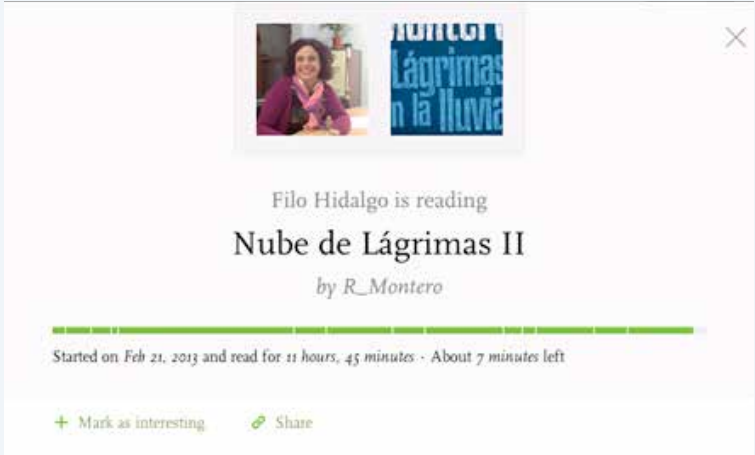 Lágrimas
la lluvia
Filo Hidalgo is reading
Nube de Lágrimas II
by R_Montero
Started on Feb 21, 2013 and read for 11 hours, 45 minutes · About 7 minutes left
+ Mark as interesting
Share